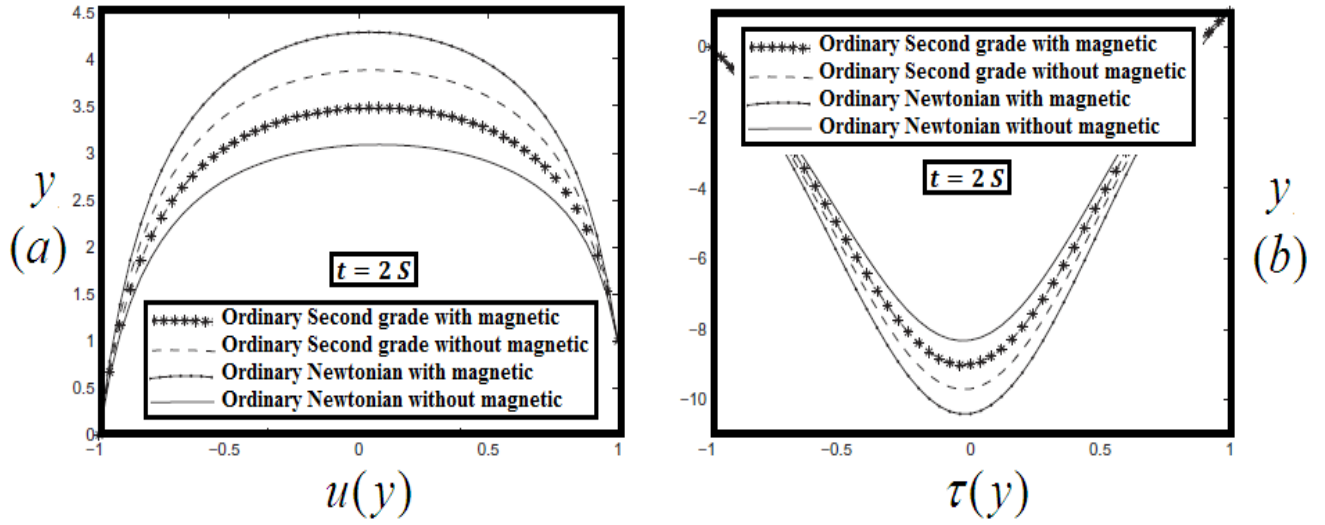 4.5
4
3.5
3
2.5
2
1.5
1
0.5
0
y
(a)
t = 2 S
Ordinary Second grade with magnetic
Ordinary Second grade without magnetic
Ordinary Newtonian with magnetic
Ordinary Newtonian without magnetic
−1
−0.5
0
0.5
1
u(y)
0
−2
−4
−6
−8
−10
Ordinary Second grade with magnetic
Ordinary Second grade without magnetic
Ordinary Newtonian with magnetic
Ordinary Newtonian without magnetic
t = 2 S
y
(b)
−1
−0.5
0
0.5
1
τ(y)